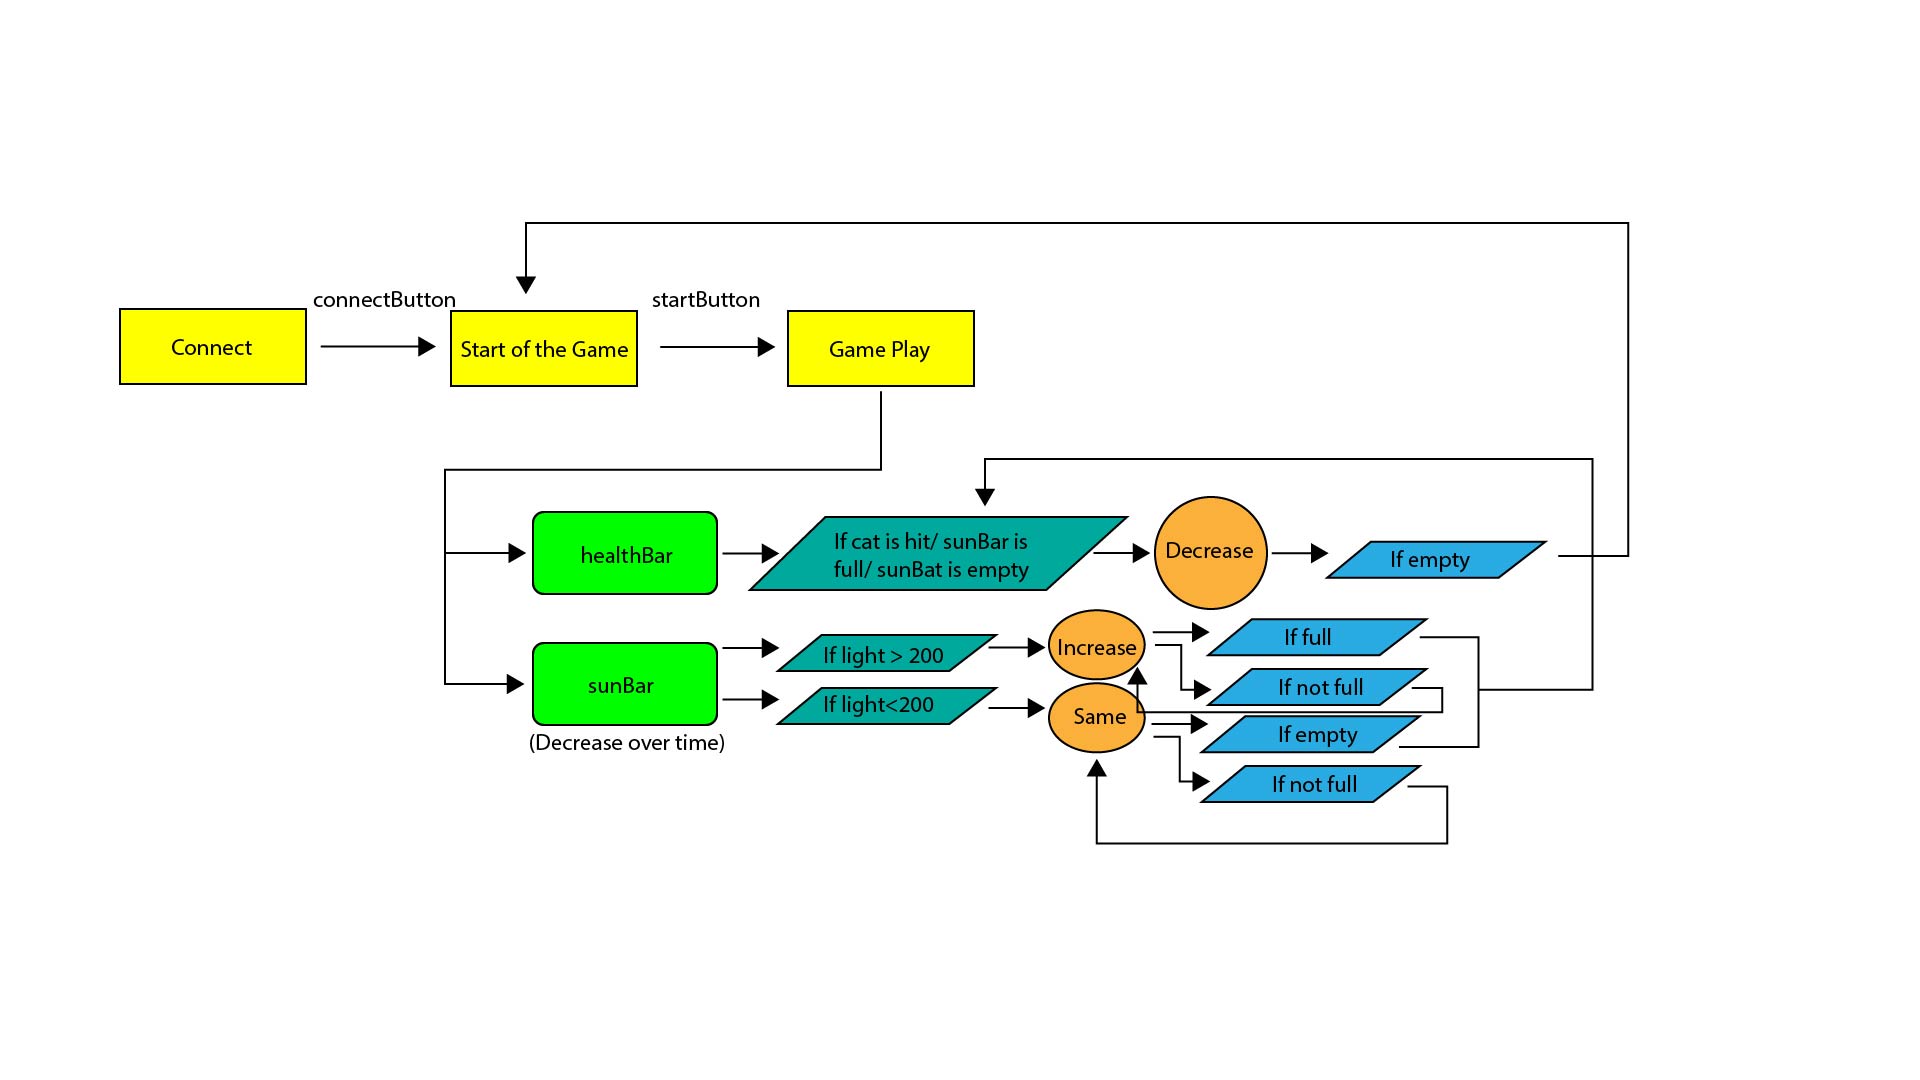 connectButton
startButton
Connect
Start of the Game
Game Play
healthBar
If cat is hit/ sunBar is
full/ sunBat is empty
Decrease
If empty
sunBar
(Decrease over time)
If light > 200
If light<200
Increase
Same
If full
If not full
If empty
If not full